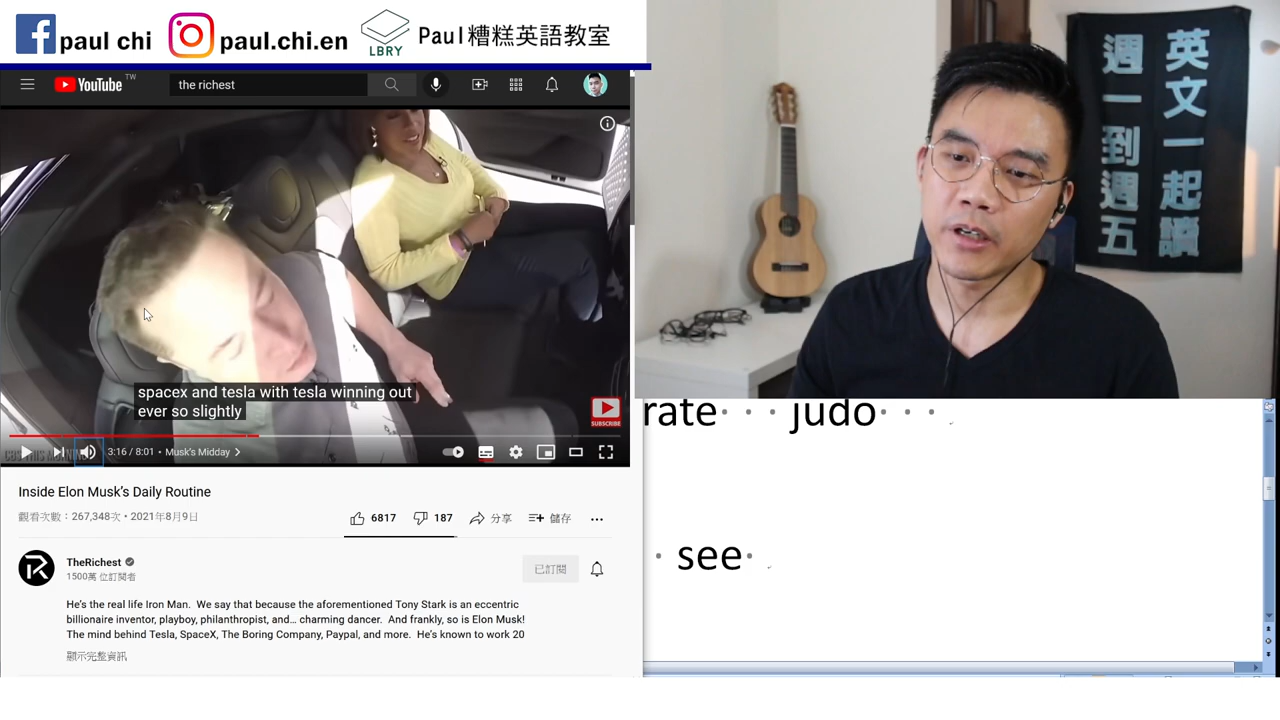 paul chi
paul.chi.en
LBRY
Paul糟糕英語教室
YouTube TW
the richest
英文一起讀
週一到週五
spacex and tesla with tesla winning out
ever so slightly
SUBSCRIBE
3:16 / 8:01 • Musk's Midday
rate··· judo···
· see·
Inside Elon Musk's Daily Routine
觀看次數：267,348次 • 2021年8月9日
6817
187
分享
儲存
TheRichest
1500萬 位訂閱者
已訂閱
He's the real life Iron Man. We say that because the aforementioned Tony Stark is an eccentric
billionaire inventor, playboy, philanthropist, and... charming dancer. And frankly, so is Elon Musk!
The mind behind Tesla, SpaceX, The Boring Company, Paypal, and more. He's known to work 20
顯示完整資訊